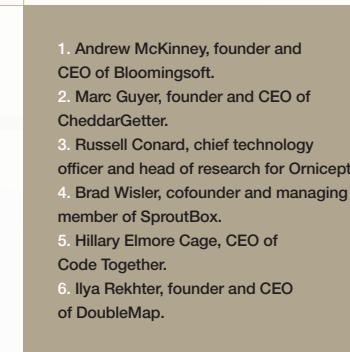 1. Andrew McKinney, founder and
CEO of Bloomingsoft.
2. Marc Guyer, founder and CEO of
CheddarGetter.
3. Russell Conard, chief technology
officer and head of research for Ornicept
4. Brad Wisler, cofounder and managing
member of SproutBox.
5. Hillary Elmore Cage, CEO of
Code Together.
6. Ilya Rekhter, founder and CEO
of DoubleMap.